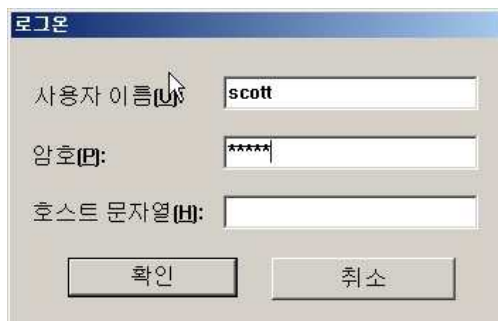 로그온
사용자 이름(U):
scott
암호(P):
*****
호스트 문자열(H):
확인
취소